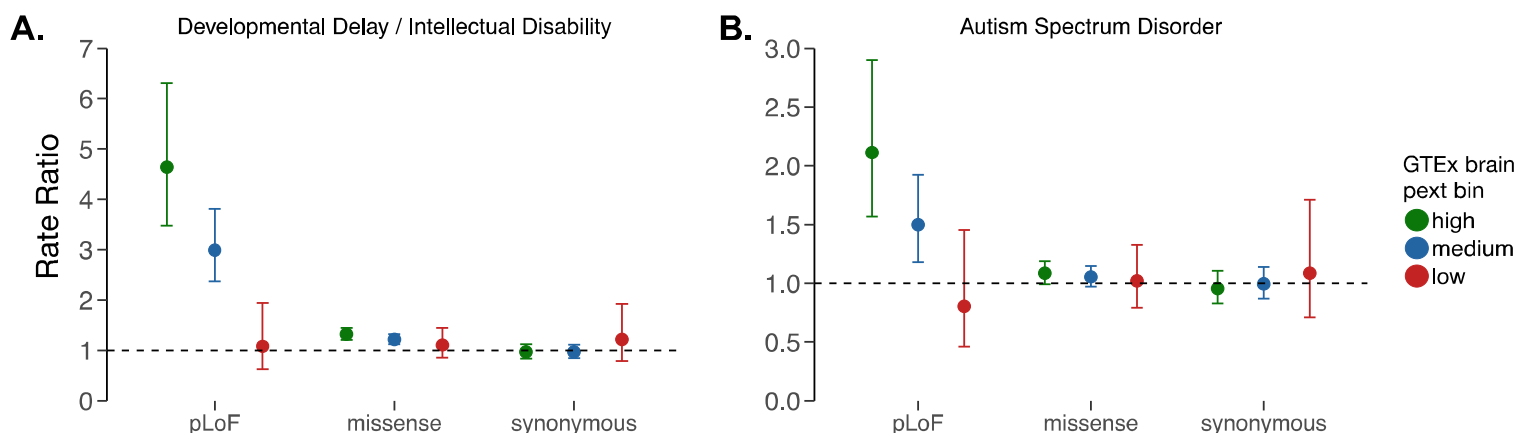 A.
Developmental Delay / Intellectual Disability
Rate Ratio
7
6
5
4
3
2
1
0
pLoF
missense
synonymous
B.
Autism Spectrum Disorder
3.0
2.5
2.0
1.5
1.0
0.5
0.0
pLoF
missense
synonymous
GTEx brain
pext bin
high
medium
low